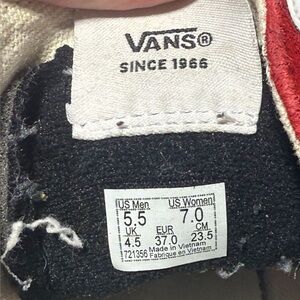 VANS®
SINCE 1966
US Men US Women
5.5 7.0
UK EUR CM
4.5 37.0 23.5
721356 Made in Vietnam
Fabriqué en Vietnam